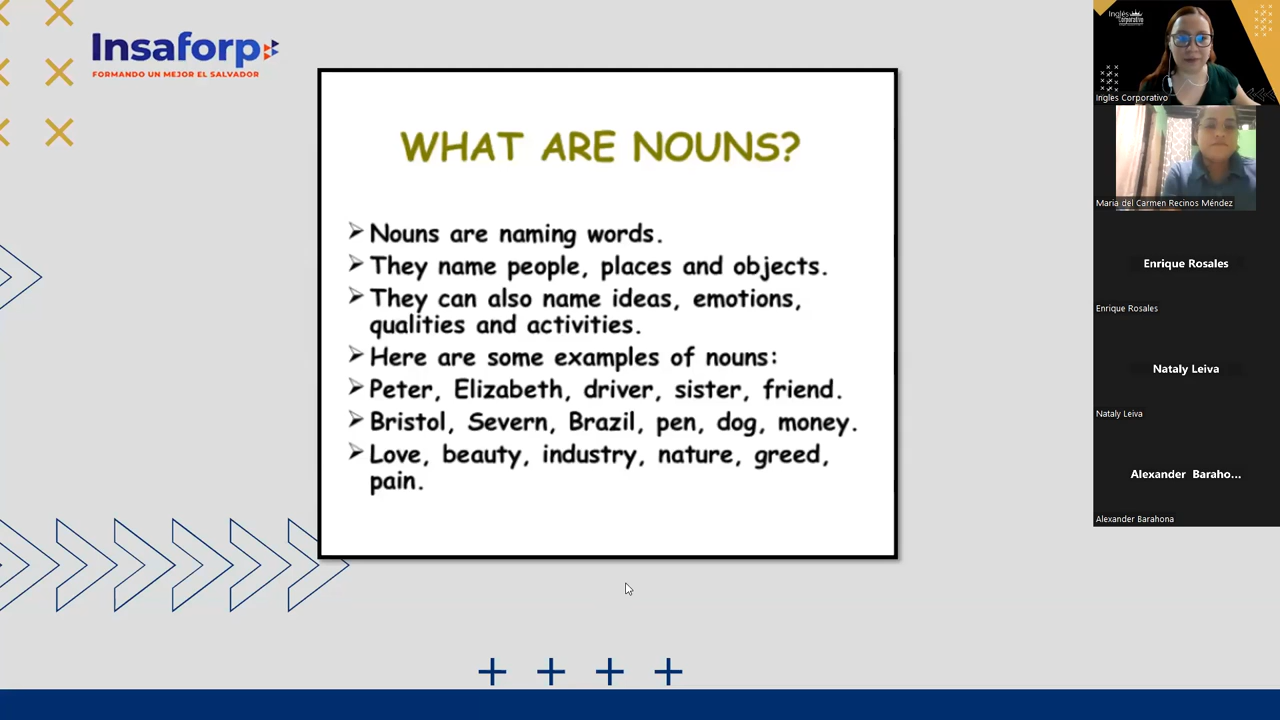 Insaforp
FORMANDO UN MEJOR EL SALVADOR
WHAT ARE NOUNS?
Nouns are naming words.
They name people, places and objects.
They can also name ideas, emotions,
qualities and activities.
Here are some examples of nouns:
Peter, Elizabeth, driver, sister, friend.
Bristol, Severn, Brazil, pen, dog, money.
Love, beauty, industry, nature, greed,
pain.
Inglés
Corporativo
Ingles Corporativo
Maria del Carmen Recinos Méndez
Enrique Rosales
Enrique Rosales
Nataly Leiva
Nataly Leiva
Alexander Baraho...
Alexander Barahona